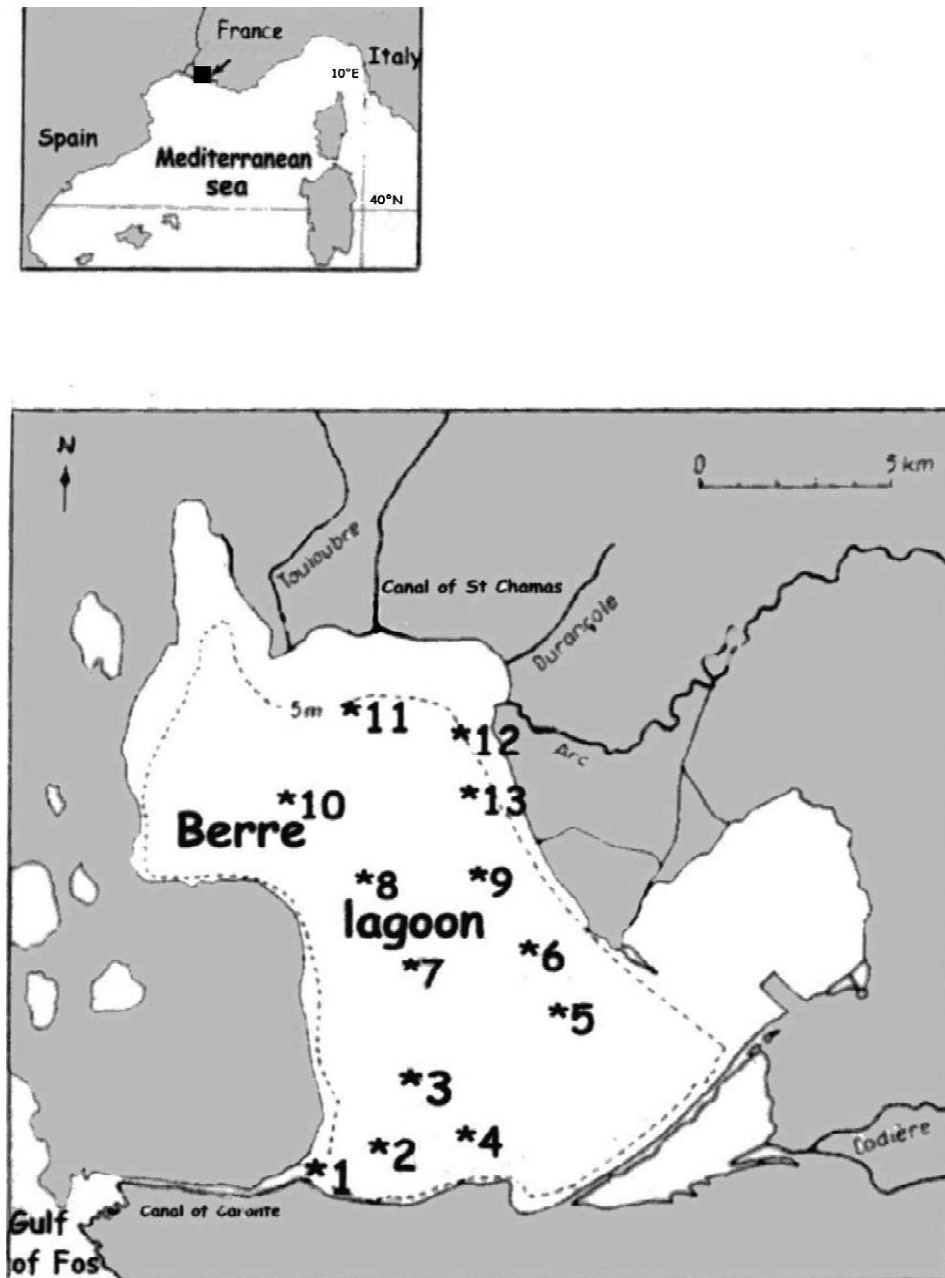 France
Italy
10°E
Spain
Mediterranean
sea
40°N
N
0 5 km
Touloubre
Canal of St Chamas
Durançole
5m
*11
*12
Arc
*10
*13
Berre
*8
*9
lagoon
*6
*7
*5
*3
*4
*2
*1
Canal of Caronte
Cadière
Gulf
of Fos